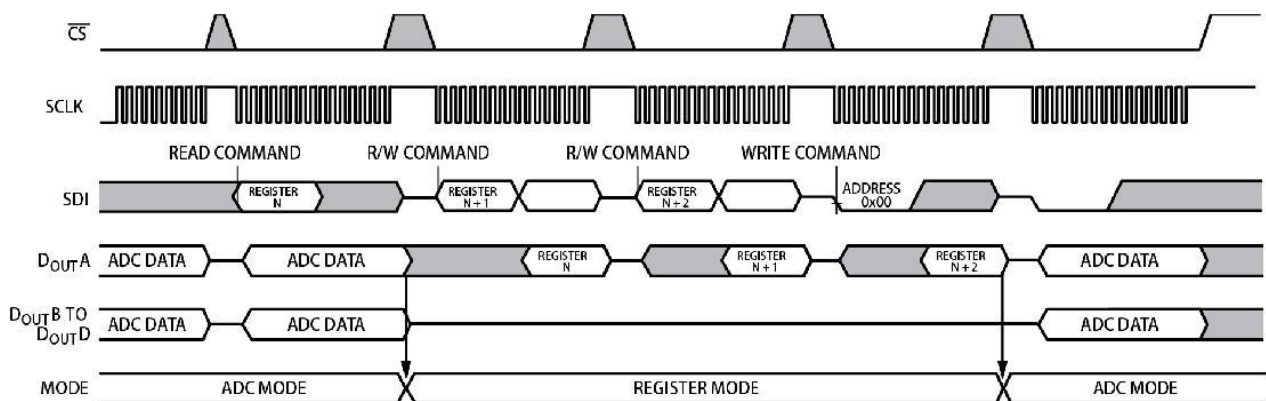 CS
SCLK
READ COMMAND R/W COMMAND R/W COMMAND WRITE COMMAND
SDI REGISTER N REGISTER N + 1 REGISTER N + 2 ADDRESS 0x00
DOUTA ADC DATA ADC DATA REGISTER N REGISTER N + 1 REGISTER N + 2 ADC DATA
DOUTB TO DOUTD ADC DATA ADC DATA ADC DATA
MODE ADC MODE REGISTER MODE ADC MODE